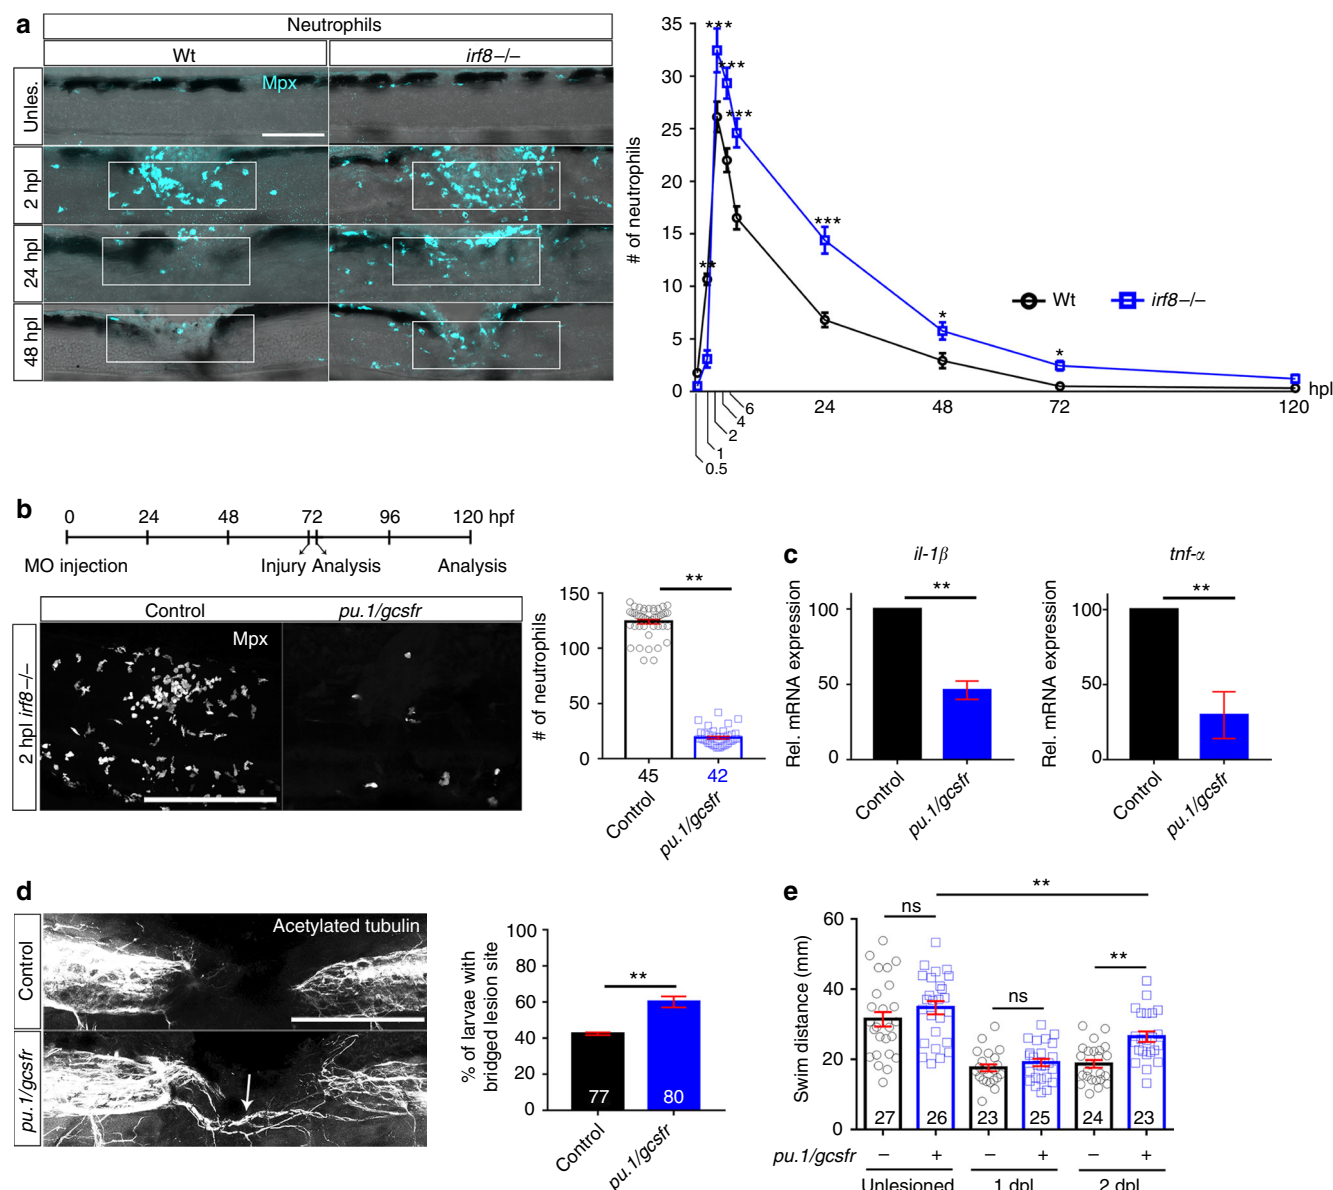 a
Neutrophils
Wt
irf8−/−
Unles.
Mpx
2 hpl
24 hpl
48 hpl
# of neutrophils
35
30
25
20
15
10
5
0
***
***
***
**
***
*
*
Wt
irf8−/−
24
48
72
120
hpl
6
4
2
1
0.5
b
0 24 48 72 96 120 hpf
MO injection
Injury Analysis
Analysis
Control
pu.1/gcsfr
2 hpl irf8−/−
Mpx
# of neutrophils
150
100
50
0
**
45
42
Control
pu.1/gcsfr
c
il-1β
Rel. mRNA expression
100
50
0
**
Control
pu.1/gcsfr
tnf-α
Rel. mRNA expression
100
50
0
**
Control
pu.1/gcsfr
d
Control
Acetylated tubulin
pu.1/gcsfr
% of larvae with
bridged lesion site
100
80
60
40
20
0
**
77
80
Control
pu.1/gcsfr
e
Swim distance (mm)
60
40
20
0
ns
**
ns
**
27 26 23 25 24 23
pu.1/gcsfr − + − + − +
Unlesioned 1 dpl 2 dpl